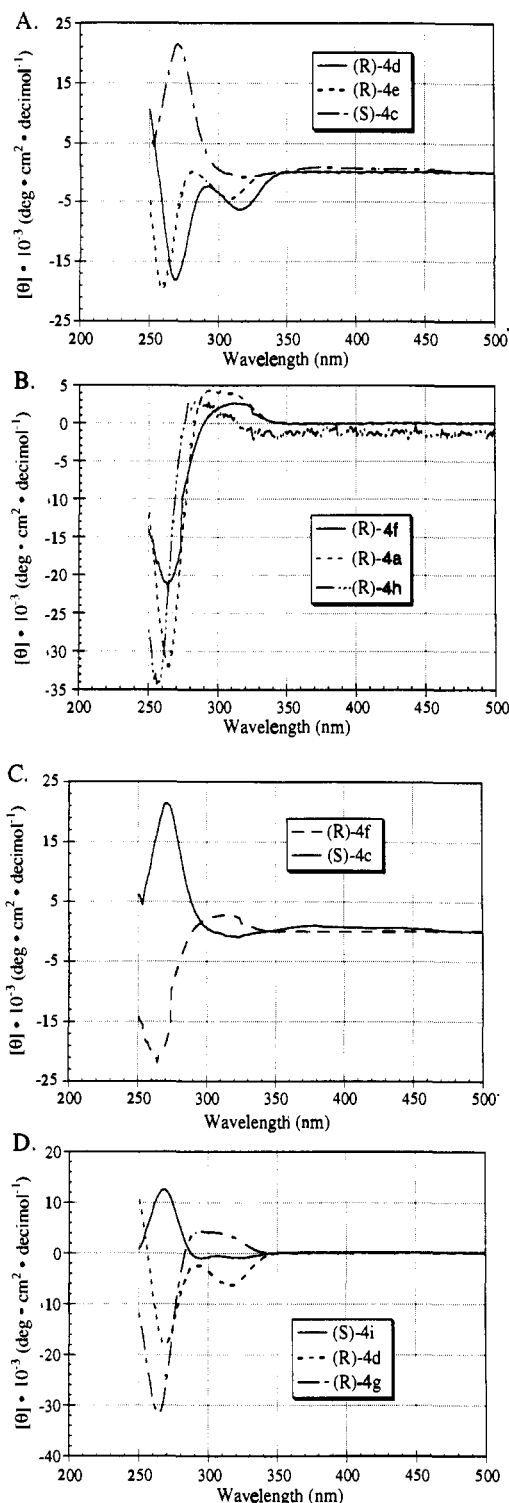 A.
25
15
5
-5
-15
-25
[θ] • 10⁻³ (deg • cm² • decimol⁻¹)
(R)-4d
(R)-4e
(S)-4c
200 250 300 350 400 450 500
Wavelength (nm)
B.
5
0
-5
-10
-15
-20
-25
-30
-35
[θ] • 10⁻³ (deg • cm² • decimol⁻¹)
(R)-4f
(R)-4a
(R)-4h
200 250 300 350 400 450 500
Wavelength (nm)
C.
25
15
5
-5
-15
-25
[θ] • 10⁻³ (deg • cm² • decimol⁻¹)
(R)-4f
(S)-4c
200 250 300 350 400 450 500
Wavelength (nm)
D.
20
10
0
-10
-20
-30
-40
[θ] • 10⁻³ (deg • cm² • decimol⁻¹)
(S)-4i
(R)-4d
(R)-4g
200 250 300 350 400 450 500
Wavelength (nm)